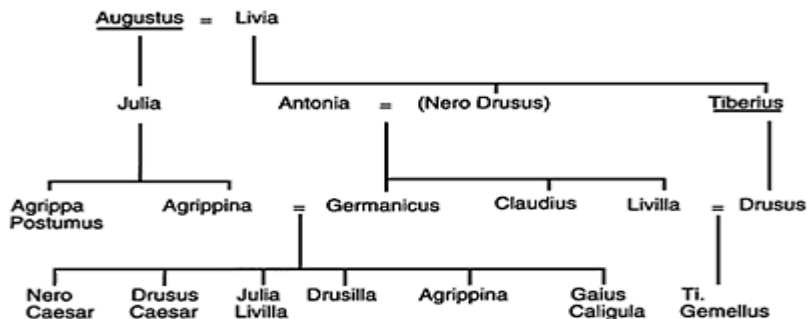 Augustus = Livia
Julia Antonia = (Nero Drusus) Tiberius
Agrippa Postumus Agrippina = Germanicus Claudius Livilla = Drusus
Nero Caesar Drusus Caesar Julia Livilla Drusilla Agrippina Gaius Caligula Ti. Gemellus